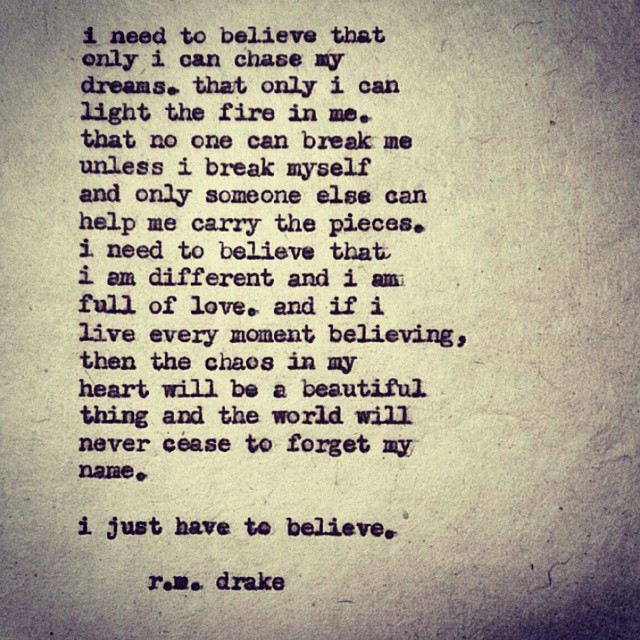 i need to believe that
only i can chase my
dreams. that only i can
light the fire in me.
that no one can break me
unless i break myself
and only someone else can
help me carry the pieces.
i need to believe that
i am different and i am
full of love. and if i
live every moment believing,
then the chaos in my
heart will be a beautiful
thing and the world will
never cease to forget my
name.
i just have to believe.
r.m. drake